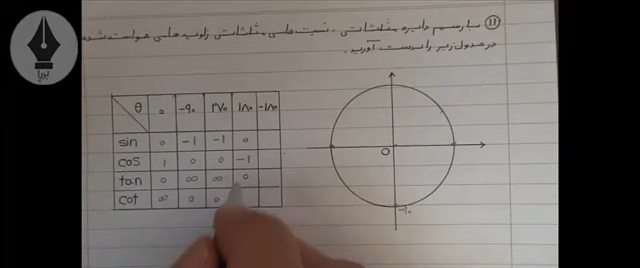 ۱۱ با رسم دایره مثلثاتی، نسبت های مثلثاتی زاویه های خواسته شده
در جدول زیر را بدست آورید.
θ ۰ -۹۰ ۲۷۰ ۱۸۰ -۱۸۰
sin ۰ -۱ -۱ ۰
cos ۱ ۰ ۰ -۱
tan ۰ ∞ ∞ ۰
cot ∞ ۰ ۰
O
-۹۰